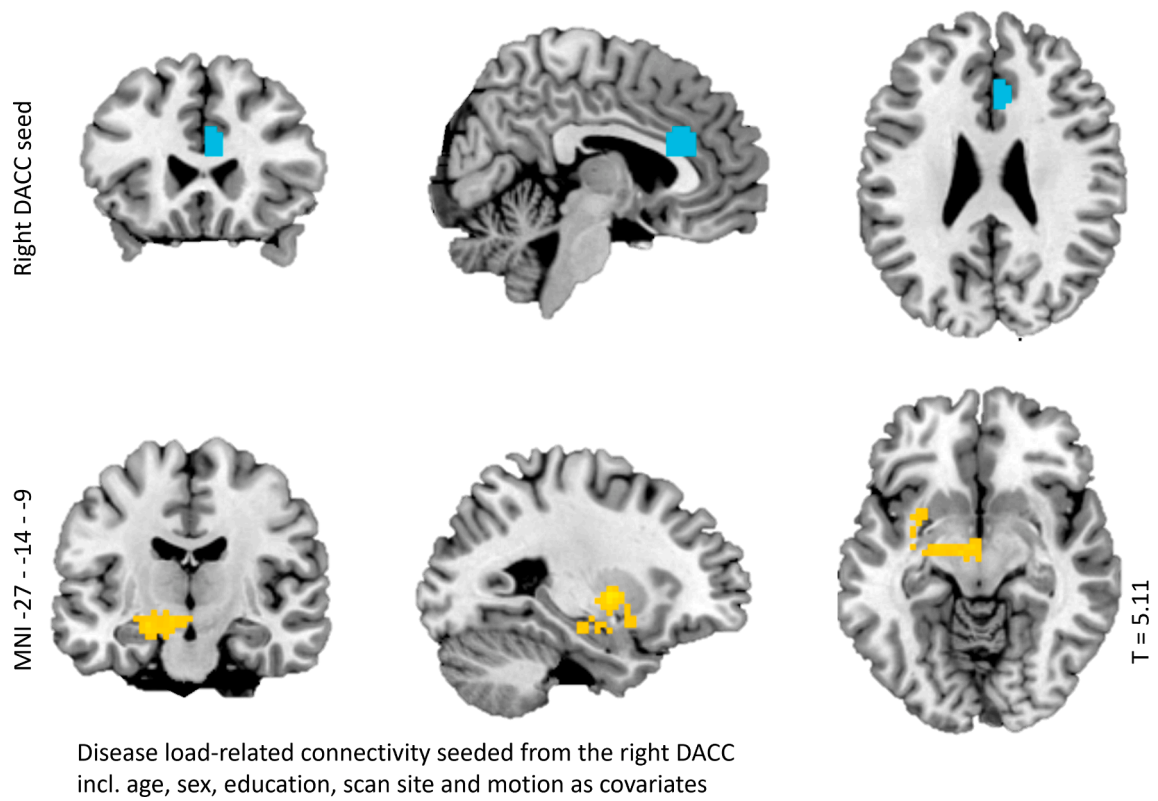 Right DACC seed
MNI -27 - -14 - -9
T = 5.11
Disease load-related connectivity seeded from the right DACC
incl. age, sex, education, scan site and motion as covariates